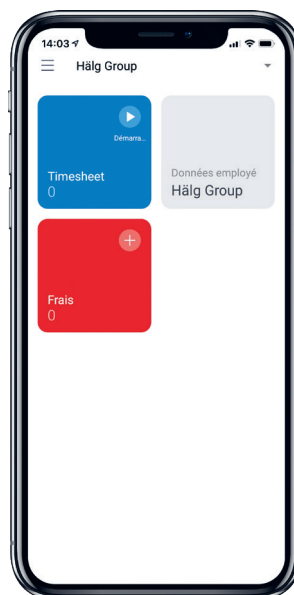 14:03
Hälg Group
Démarra..
Timesheet
0
Données employé
Hälg Group
Frais
0